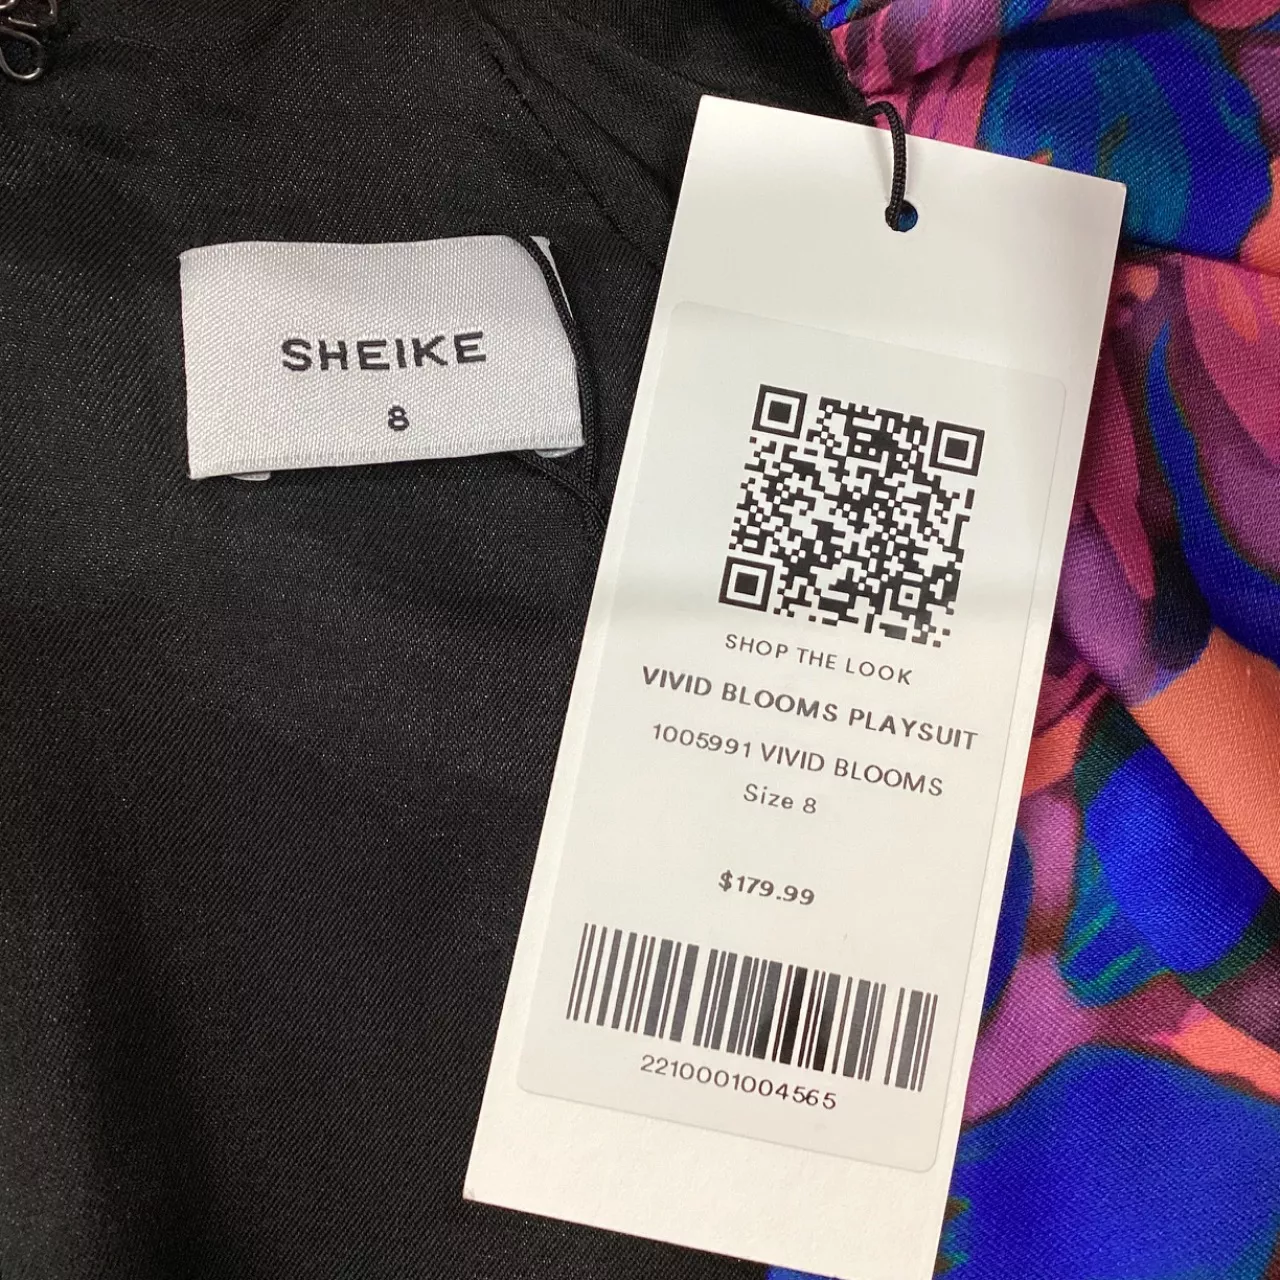 SHEIKE
8
SHOP THE LOOK
VIVID BLOOMS PLAYSUIT
1005991 VIVID BLOOMS
Size 8
$179.99
2210001004565